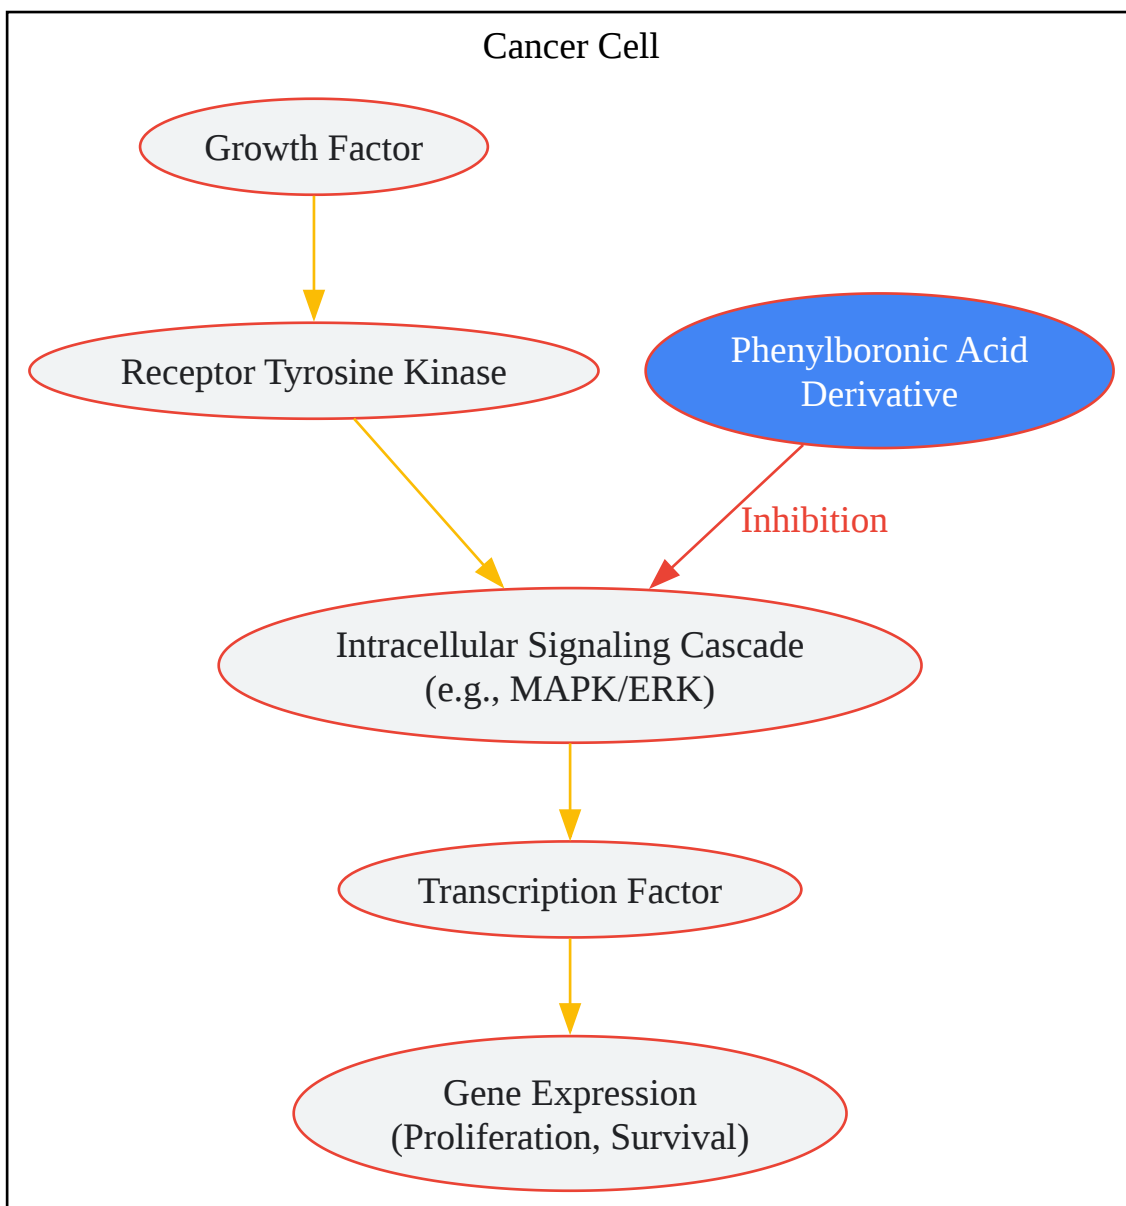 Cancer Cell
Growth Factor
Receptor Tyrosine Kinase
Phenylboronic Acid
Derivative
Inhibition
Intracellular Signaling Cascade
(e.g., MAPK/ERK)
Transcription Factor
Gene Expression
(Proliferation, Survival)